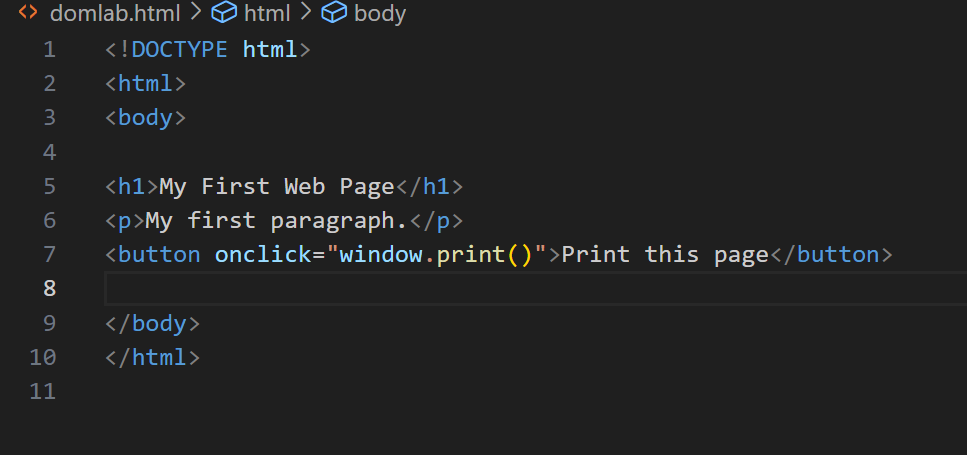 domlab.html > html > body
1 <!DOCTYPE html>
2 <html>
3 <body>
4
5 <h1>My First Web Page</h1>
6 <p>My first paragraph.</p>
7 <button onclick="window.print()">Print this page</button>
8
9 </body>
10 </html>
11